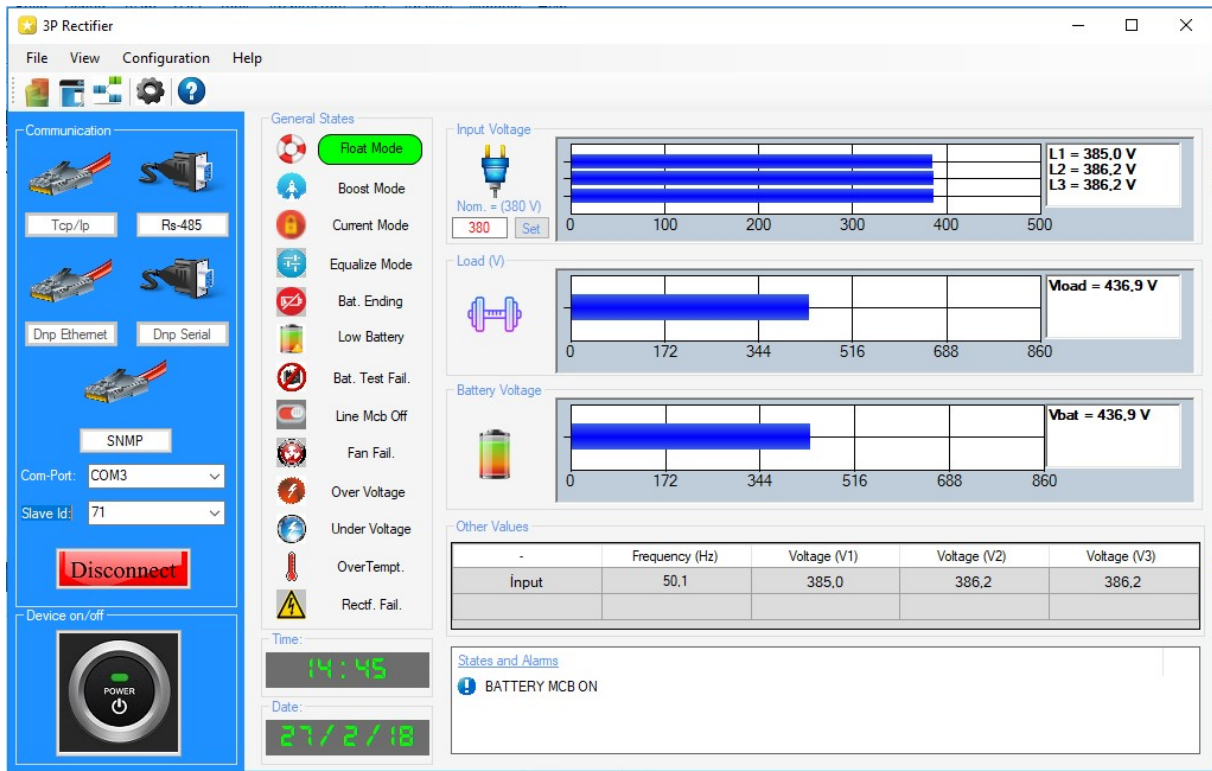 3P Rectifier
File View Configuration Help
Communication
Tcp/Ip Rs-485
Dnp Ethernet Dnp Serial
SNMP
Com-Port: COM3
Slave Id: 71
Disconnect
Device on/off
POWER
General States
Float Mode
Boost Mode
Current Mode
Equalize Mode
Bat. Ending
Low Battery
Bat. Test Fail.
Line Mcb Off
Fan Fail.
Over Voltage
Under Voltage
OverTempt.
Rectf. Fail.
Time:
14:45
Date:
27/2/18
Input Voltage
Nom. = (380 V)
380 Set
0 100 200 300 400 500
L1 = 385,0 V
L2 = 386,2 V
L3 = 386,2 V
Load (V)
0 172 344 516 688 860
Vload = 436,9 V
Battery Voltage
0 172 344 516 688 860
Vbat = 436,9 V
Other Values
- Frequency (Hz) Voltage (V1) Voltage (V2) Voltage (V3)
İnput 50,1 385,0 386,2 386,2
States and Alarms
BATTERY MCB ON